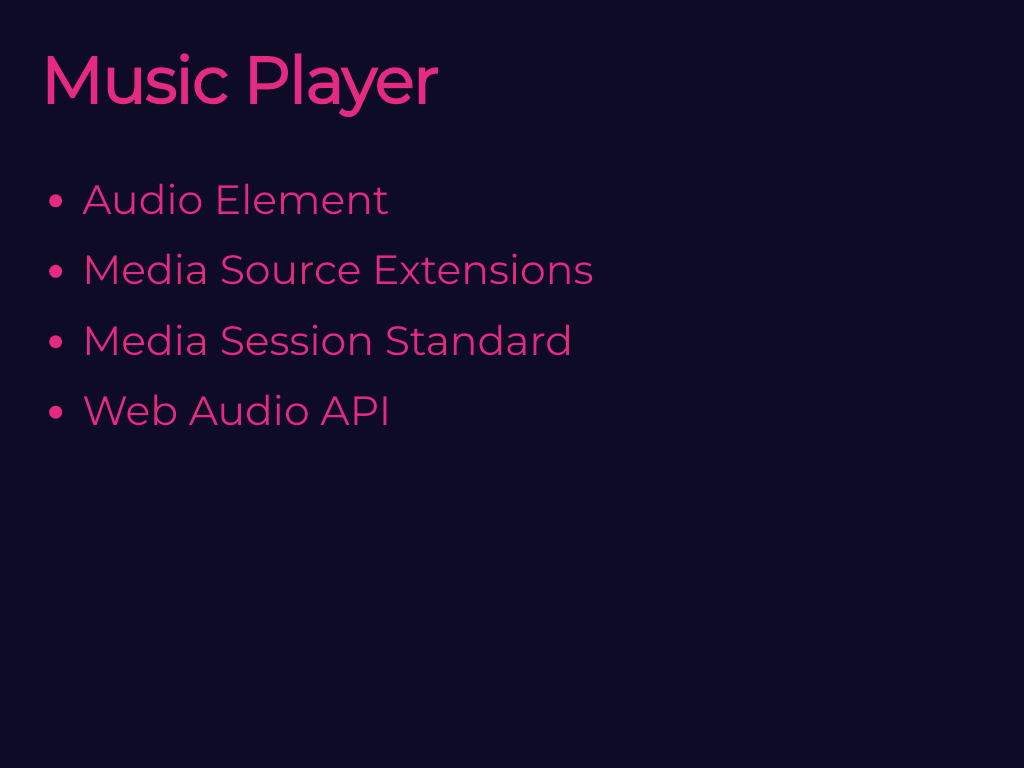 Music Player
• Audio Element
• Media Source Extensions
• Media Session Standard
• Web Audio API